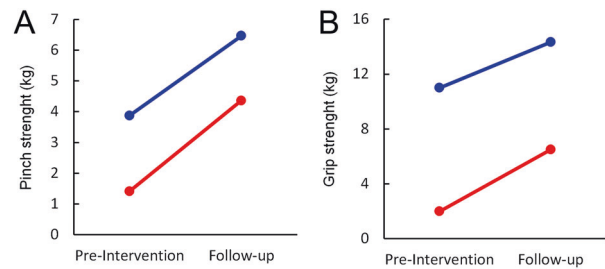 A
Pinch strenght (kg)
7
6
5
4
3
2
1
0
Pre-Intervention Follow-up
B
Grip strenght (kg)
16
12
8
4
0
Pre-Intervention Follow-up